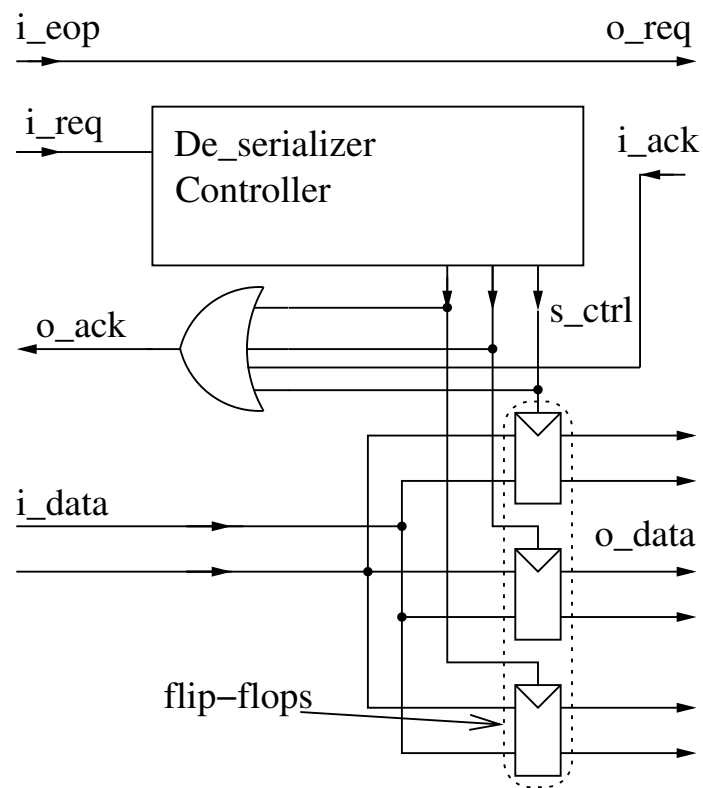 i_eop
o_req
i_req
De_serializer
Controller
i_ack
o_ack
s_ctrl
i_data
o_data
flip−flops